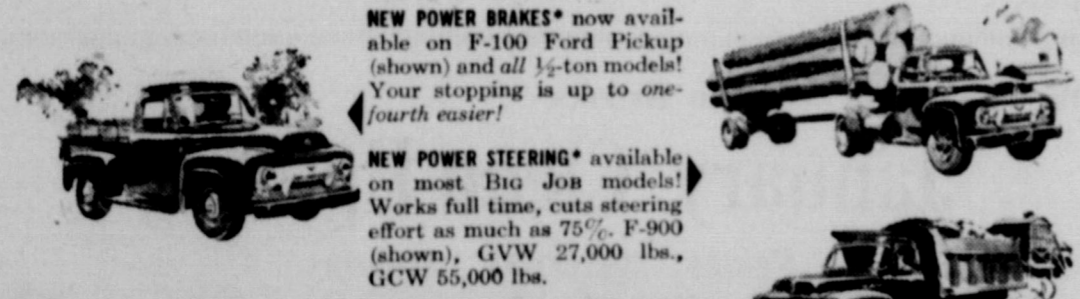 NEW POWER BRAKES* now avail-
able on F-100 Ford Pickup
(shown) and all ½-ton models!
Your stopping is up to one-
fourth easier!
NEW POWER STEERING* available
on most BIG JOB models!
Works full time, cuts steering
effort as much as 75%. F-900
(shown), GVW 27,000 lbs.,
GCW 55,000 lbs.